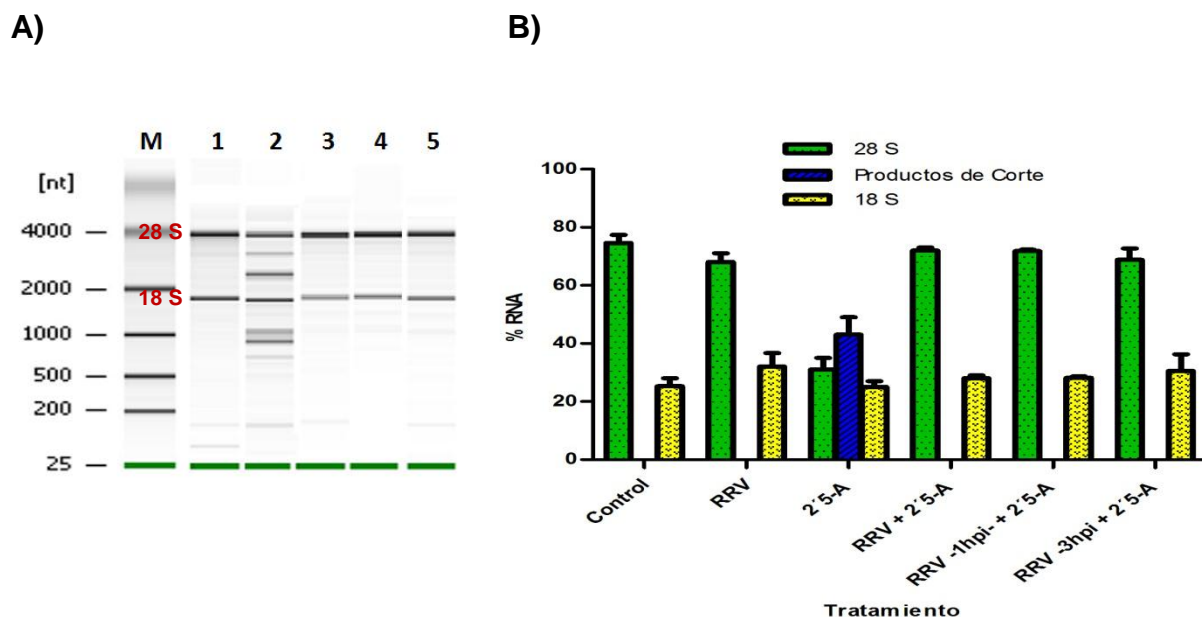 A)
B)
M 1 2 3 4 5
[nt]
4000
2000
1000
500
200
25
28 S
18 S
28 S
Productos de Corte
18 S
% RNA
100
80
60
40
20
0
Control
RRV
2´5-A
RRV + 2´5-A
RRV -1hpi- + 2´5-A
RRV -3hpi + 2´5-A
Tratamiento